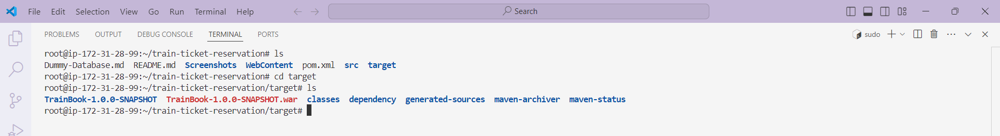 File Edit Selection View Go Run Terminal Help Search
PROBLEMS OUTPUT DEBUG CONSOLE TERMINAL PORTS sudo
root@ip-172-31-28-99:~/train-ticket-reservation# ls
Dummy-Database.md README.md Screenshots WebContent pom.xml src target
root@ip-172-31-28-99:~/train-ticket-reservation# cd target
root@ip-172-31-28-99:~/train-ticket-reservation/target# ls
TrainBook-1.0.0-SNAPSHOT TrainBook-1.0.0-SNAPSHOT.war classes dependency generated-sources maven-archiver maven-status
root@ip-172-31-28-99:~/train-ticket-reservation/target#